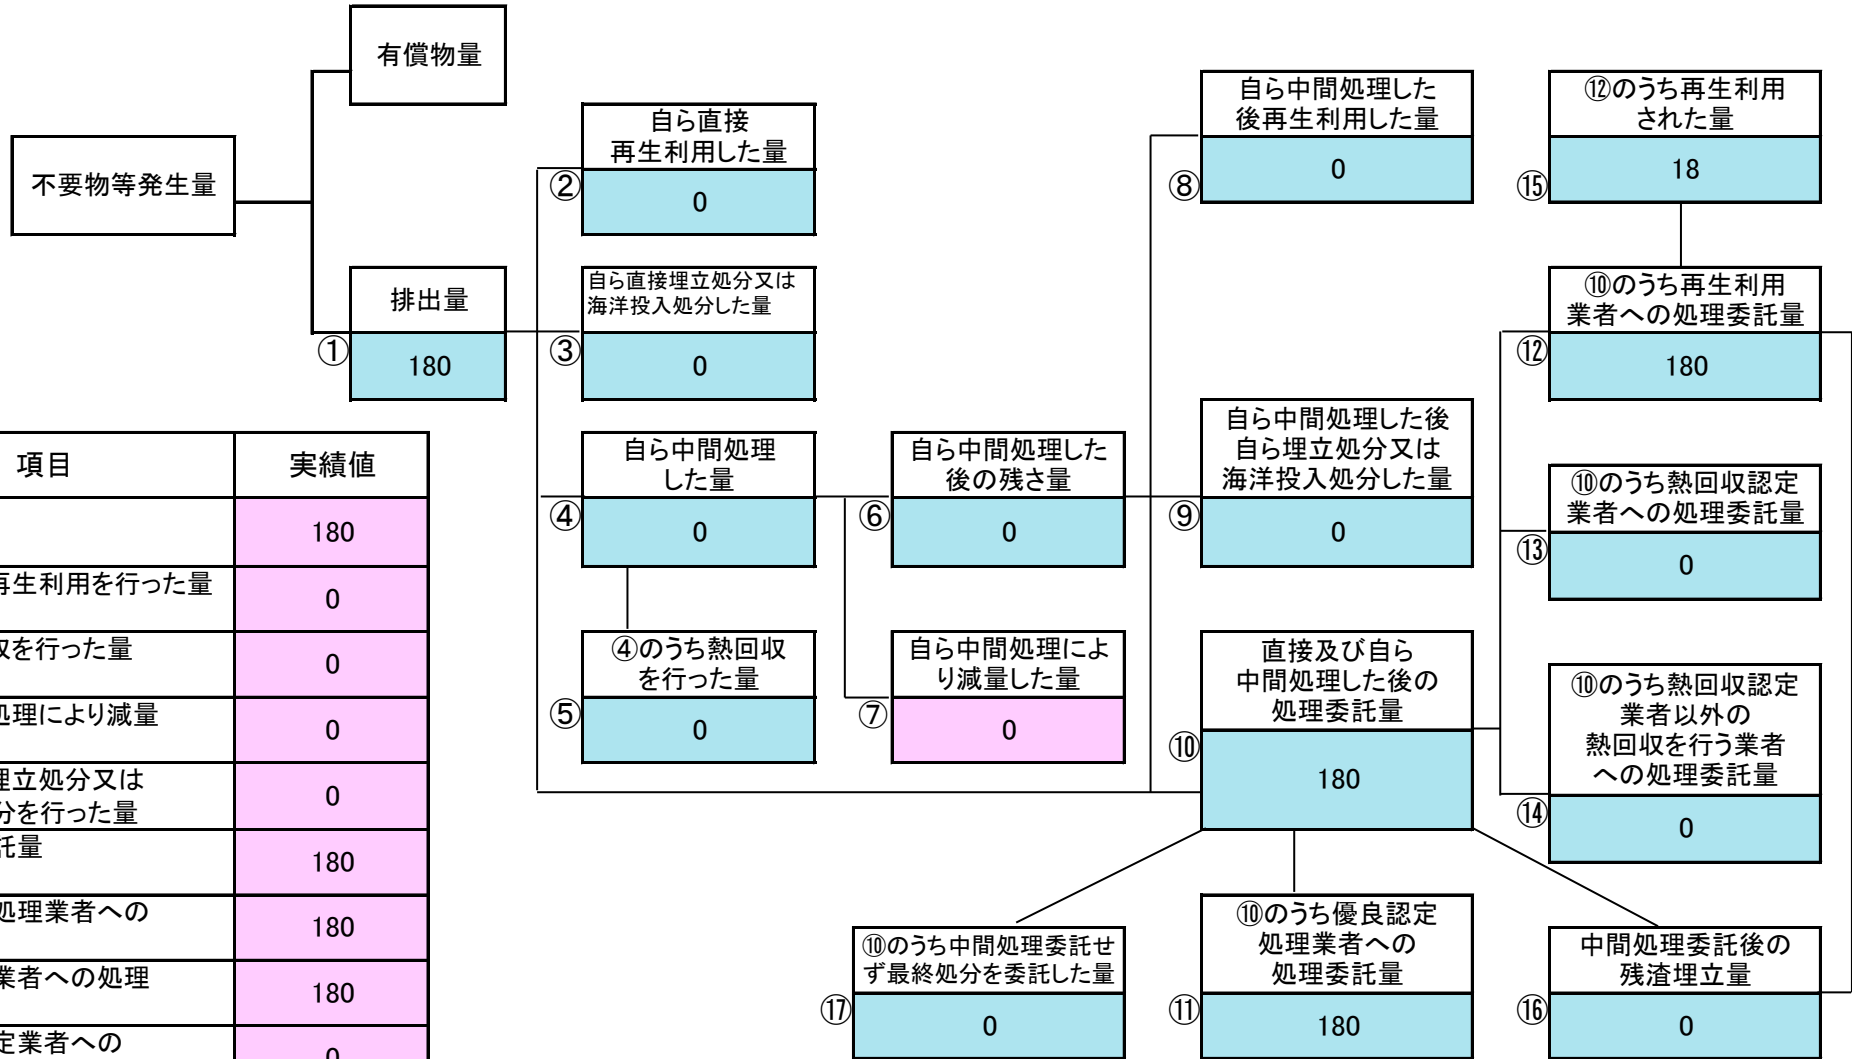 有償物量
不要物等発生量
排出量
①
180
自ら直接
再生利用した量
②
0
自ら直接埋立処分又は
海洋投入処分した量
③
0
自ら中間処理
した量
④
0
④のうち熱回収
を行った量
⑤
0
自ら中間処理した
後の残さ量
⑥
0
自ら中間処理によ
り減量した量
⑦
0
自ら中間処理した
後再生利用した量
⑧
0
自ら中間処理した後
自ら埋立処分又は
海洋投入処分した量
⑨
0
直接及び自ら
中間処理した後の
処理委託量
⑩
180
⑫のうち再生利用
された量
⑮
18
⑩のうち再生利用
業者への処理委託量
⑫
180
⑩のうち熱回収認定
業者への処理委託量
⑬
0
⑩のうち熱回収認定
業者以外の
熱回収を行う業者
への処理委託量
⑭
0
⑩のうち中間処理委託せ
ず最終処分を委託した量
⑰
0
⑩のうち優良認定
処理業者への
処理委託量
⑪
180
中間処理委託後の
残渣埋立量
⑯
0
項目 実績値
180
再生利用を行った量 0
収を行った量 0
処理により減量 0
埋立処分又は
分を行った量 0
託量 180
処理業者への 180
業者への処理 180
定業者への 0